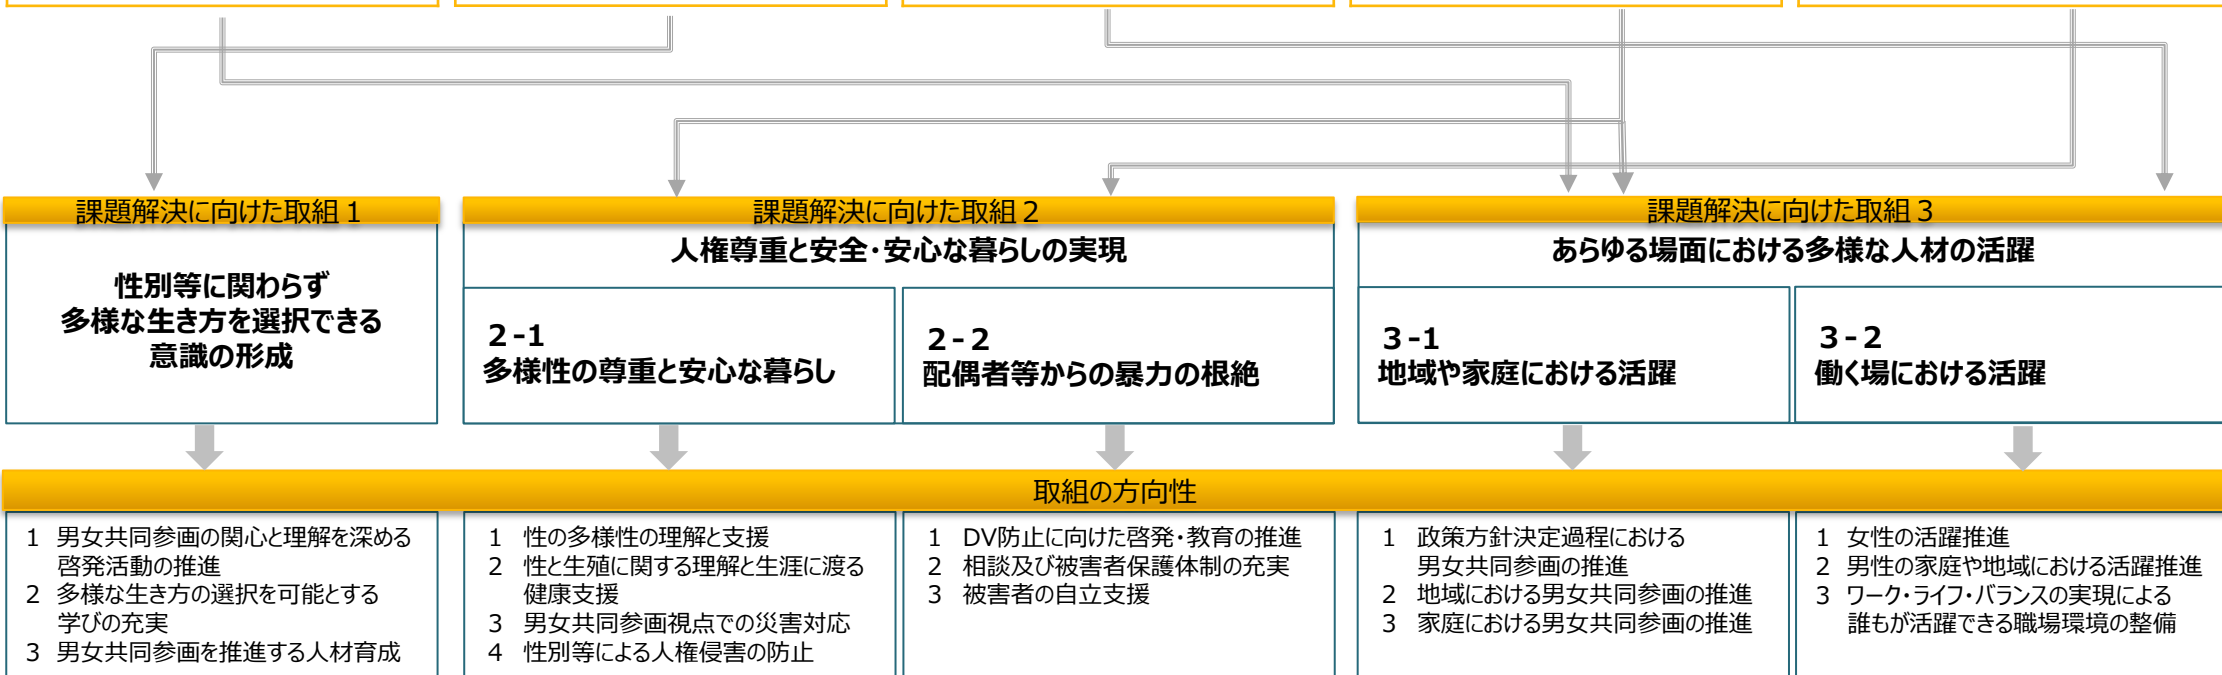 課題解決に向けた取組１
性別等に関わらず
多様な生き方を選択できる
意識の形成
課題解決に向けた取組２
人権尊重と安全・安心な暮らしの実現
２-1
多様性の尊重と安心な暮らし
２-２
配偶者等からの暴力の根絶
課題解決に向けた取組３
あらゆる場面における多様な人材の活躍
３-1
地域や家庭における活躍
３-２
働く場における活躍
取組の方向性
1 男女共同参画の関心と理解を深める
啓発活動の推進
2 多様な生き方の選択を可能とする
学びの充実
3 男女共同参画を推進する人材育成
1 性の多様性の理解と支援
2 性と生殖に関する理解と生涯に渡る
健康支援
3 男女共同参画視点での災害対応
4 性別等による人権侵害の防止
1 DV防止に向けた啓発・教育の推進
2 相談及び被害者保護体制の充実
3 被害者の自立支援
1 政策方針決定過程における
男女共同参画の推進
2 地域における男女共同参画の推進
3 家庭における男女共同参画の推進
1 女性の活躍推進
2 男性の家庭や地域における活躍推進
3 ワーク・ライフ・バランスの実現による
誰もが活躍できる職場環境の整備